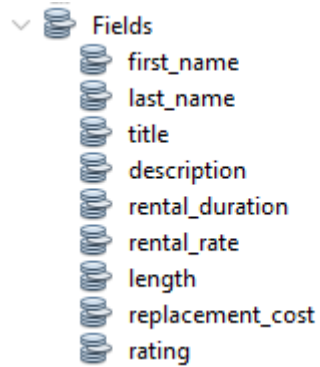 Fields
first_name
last_name
title
description
rental_duration
rental_rate
length
replacement_cost
rating